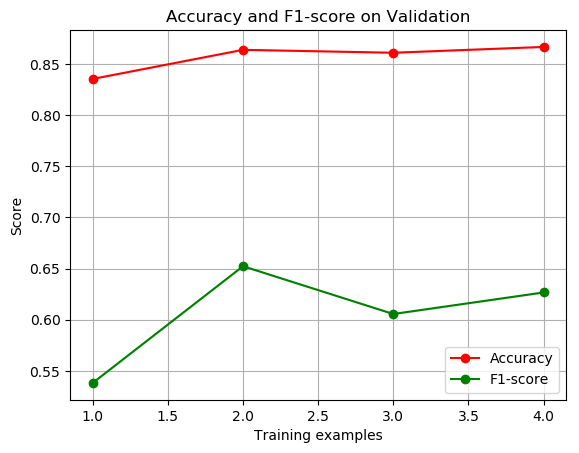 Accuracy and F1-score on Validation
Score
0.85
0.80
0.75
0.70
0.65
0.60
0.55
1.0 1.5 2.0 2.5 3.0 3.5 4.0
Training examples
Accuracy
F1-score